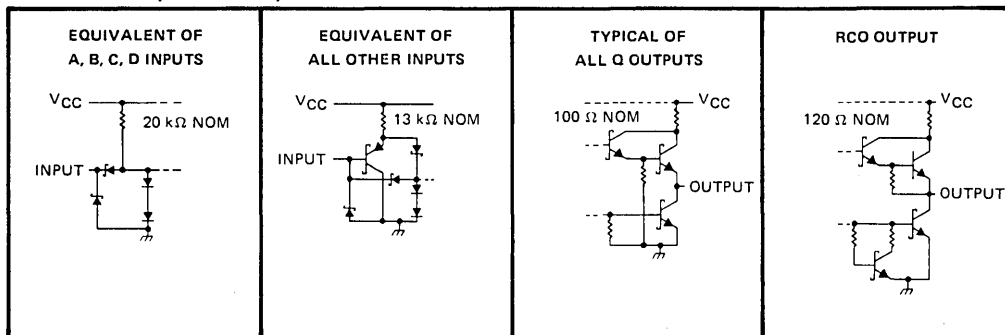 EQUIVALENT OF
A, B, C, D INPUTS
VCC
20 kΩ NOM
INPUT
EQUIVALENT OF
ALL OTHER INPUTS
VCC
13 kΩ NOM
INPUT
TYPICAL OF
ALL Q OUTPUTS
VCC
100 Ω NOM
OUTPUT
RCO OUTPUT
VCC
120 Ω NOM
OUTPUT